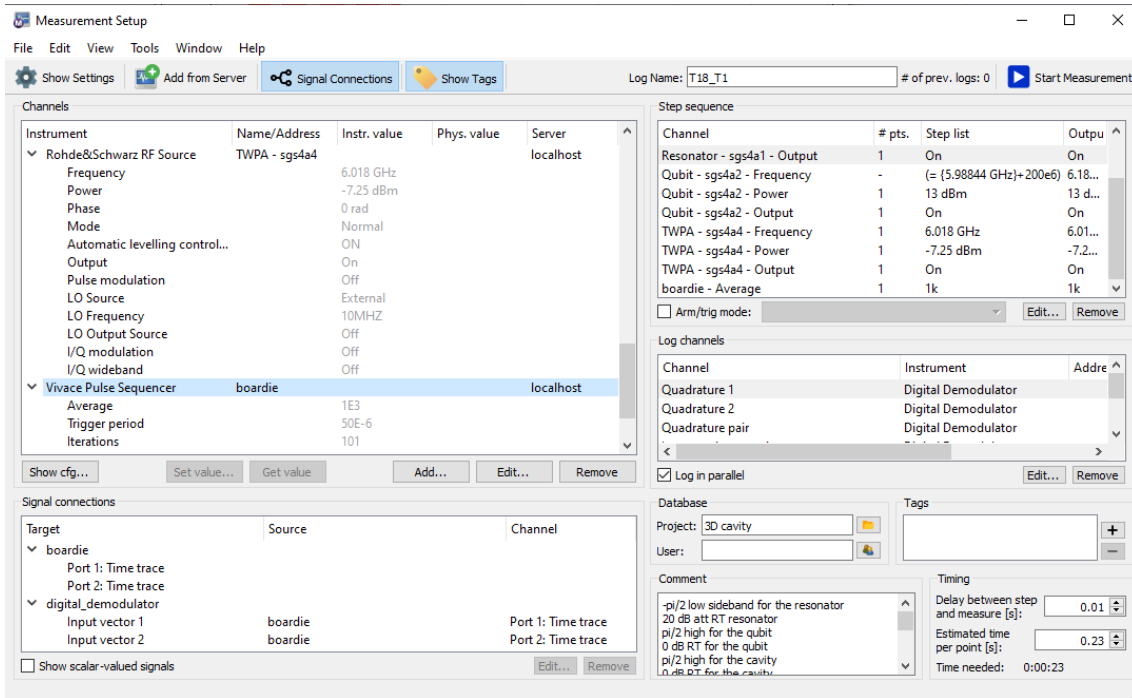 Measurement Setup
File Edit View Tools Window Help
Show Settings Add from Server Signal Connections Show Tags Log Name: T18_T1 # of prev. logs: 0 Start Measurement
Channels
Instrument Name/Address Instr. value Phys. value Server
Rohde&Schwarz RF Source TWPA - sgs4a4 localhost
Frequency 6.018 GHz
Power -7.25 dBm
Phase 0 rad
Mode Normal
Automatic levelling control... ON
Output On
Pulse modulation Off
LO Source External
LO Frequency 10MHZ
LO Output Source Off
I/Q modulation Off
I/Q wideband Off
Vivace Pulse Sequencer boardie localhost
Average 1E3
Trigger period 50E-6
Iterations 101
Show cfg... Set value... Get value Add... Edit... Remove
Signal connections
Target Source Channel
boardie
Port 1: Time trace
Port 2: Time trace
digital_demodulator
Input vector 1 boardie Port 1: Time trace
Input vector 2 boardie Port 2: Time trace
Show scalar-valued signals Edit... Remove
Step sequence
Channel # pts. Step list Outpu
Resonator - sgs4a1 - Output 1 On On
Qubit - sgs4a2 - Frequency - (= {5.98844 GHz}+200e6) 6.18...
Qubit - sgs4a2 - Power 1 13 dBm 13 d...
Qubit - sgs4a2 - Output 1 On On
TWPA - sgs4a4 - Frequency 1 6.018 GHz 6.01...
TWPA - sgs4a4 - Power 1 -7.25 dBm -7.2...
TWPA - sgs4a4 - Output 1 On On
boardie - Average 1 1k 1k
Arm/trig mode: Edit... Remove
Log channels
Channel Instrument Addre
Quadrature 1 Digital Demodulator
Quadrature 2 Digital Demodulator
Quadrature pair Digital Demodulator
Log in parallel Edit... Remove
Database
Project: 3D cavity
User:
Tags
Comment
-pi/2 low sideband for the resonator
20 dB att RT resonator
pi/2 high for the qubit
0 dB RT for the qubit
pi/2 high for the cavity
0 dB RT for the cavity
Timing
Delay between step
and measure [s]: 0.01
Estimated time
per point [s]: 0.23
Time needed: 0:00:23